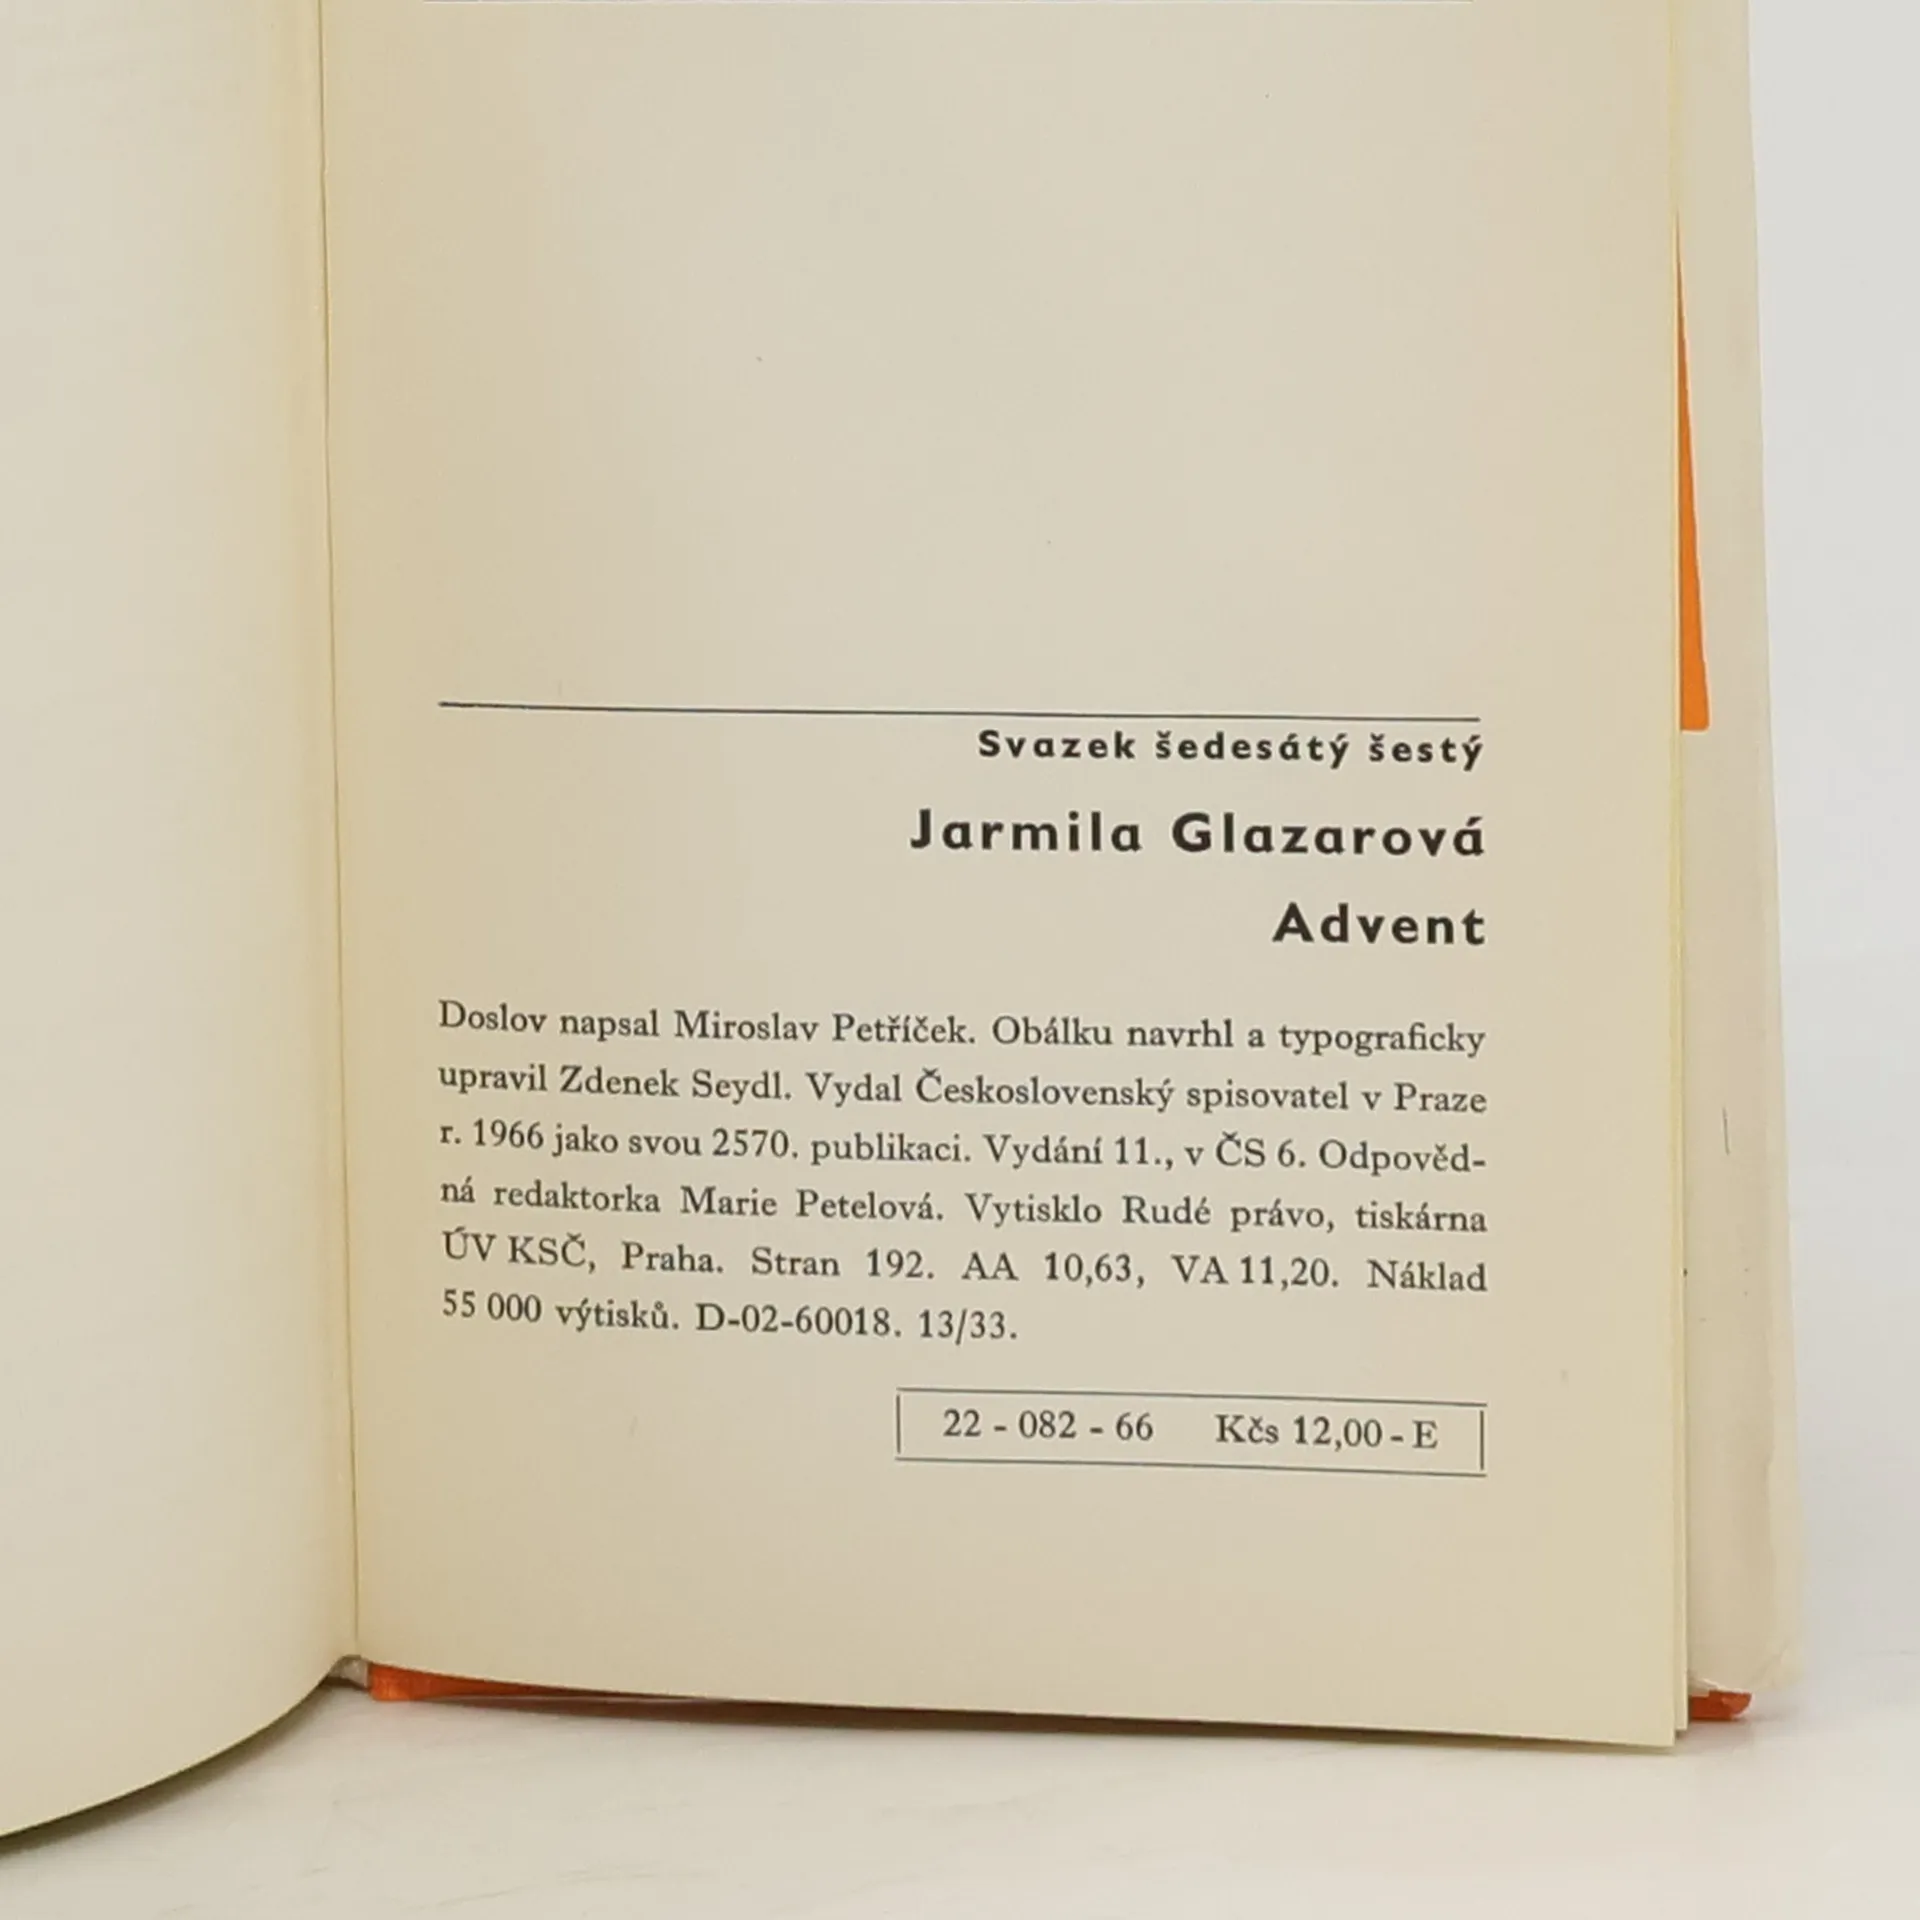 Svazek šedesátý šestý
Jarmila Glazarová
Advent
Doslov napsal Miroslav Petříček. Obálku navrhl a typograficky
upravil Zdenek Seydl. Vydal Československý spisovatel v Praze
r. 1966 jako svou 2570. publikaci. Vydání 11., v ČS 6. Odpověd-
ná redaktorka Marie Petelová. Vytisklo Rudé právo, tiskárna
ÚV KSČ, Praha. Stran 192. AA 10,63, VA 11,20. Náklad
55 000 výtisků. D-02-60018. 13/33.
22 - 082 - 66 Kčs 12,00 - E